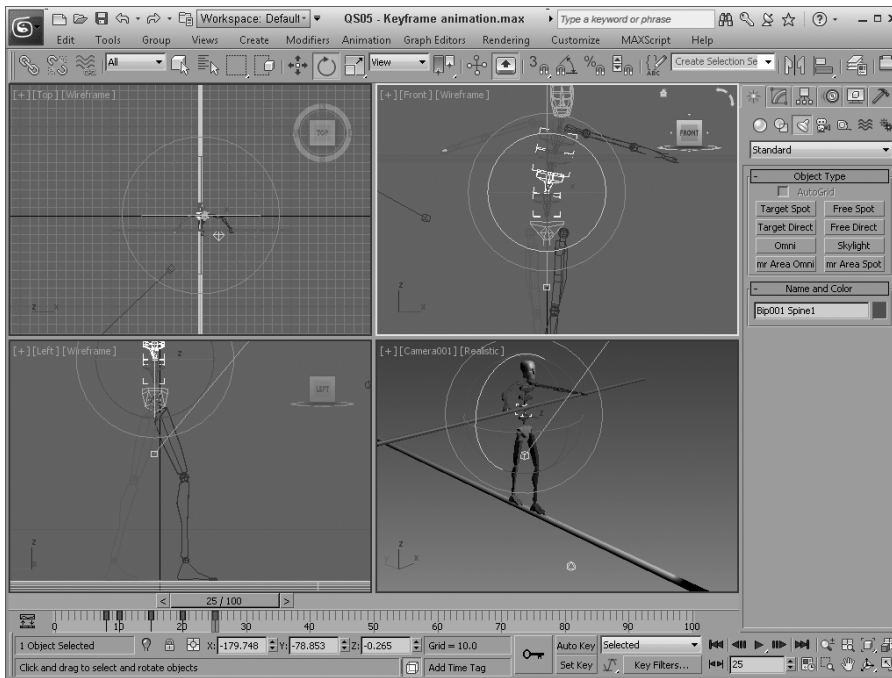 Workspace: Default
QS05 - Keyframe animation.max
Type a keyword or phrase
Edit Tools Group Views Create Modifiers Animation Graph Editors Rendering Customize MAXScript Help
All
View
3
%
ABC
Create Selection Se
[+][Top][Wireframe]
TOP
z x
[+][Front][Wireframe]
FRONT
z x
[+][Left][Wireframe]
z
LEFT
z
[+][Camera001][Realistic]
z
z y x
Standard
- Object Type
AutoGrid
Target Spot Free Spot
Target Direct Free Direct
Omni Skylight
mr Area Omni mr Area Spot
- Name and Color
Bip001 Spine1
< 25 / 100 >
0 10 20 30 40 50 60 70 80 90 100
1 Object Selected X: -179.748 Y: -78.853 Z: -0.265 Grid = 10.0 Auto Key Selected
Click and drag to select and rotate objects Add Time Tag Set Key Key Filters... 25